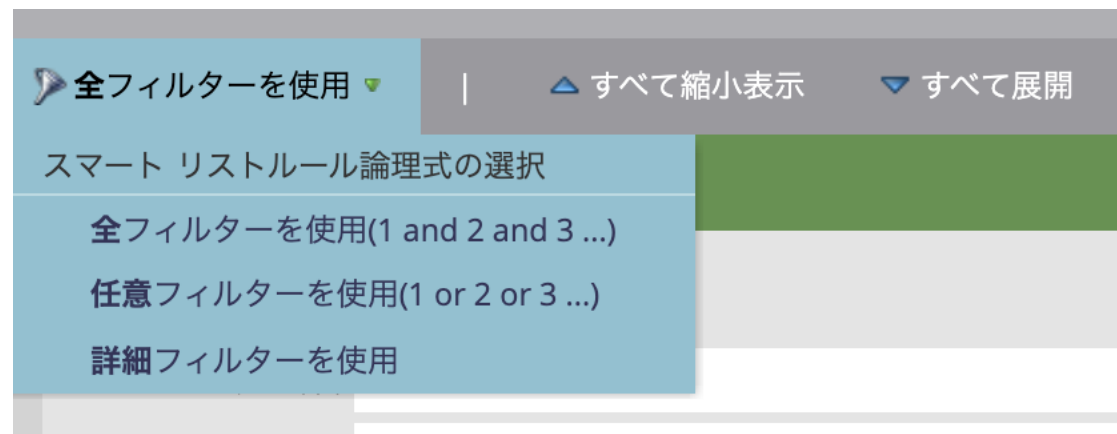 全フィルターを使用 | すべて縮小表示 すべて展開
スマート リストルール論理式の選択
全フィルターを使用(1 and 2 and 3 ...)
任意フィルターを使用(1 or 2 or 3 ...)
詳細フィルターを使用